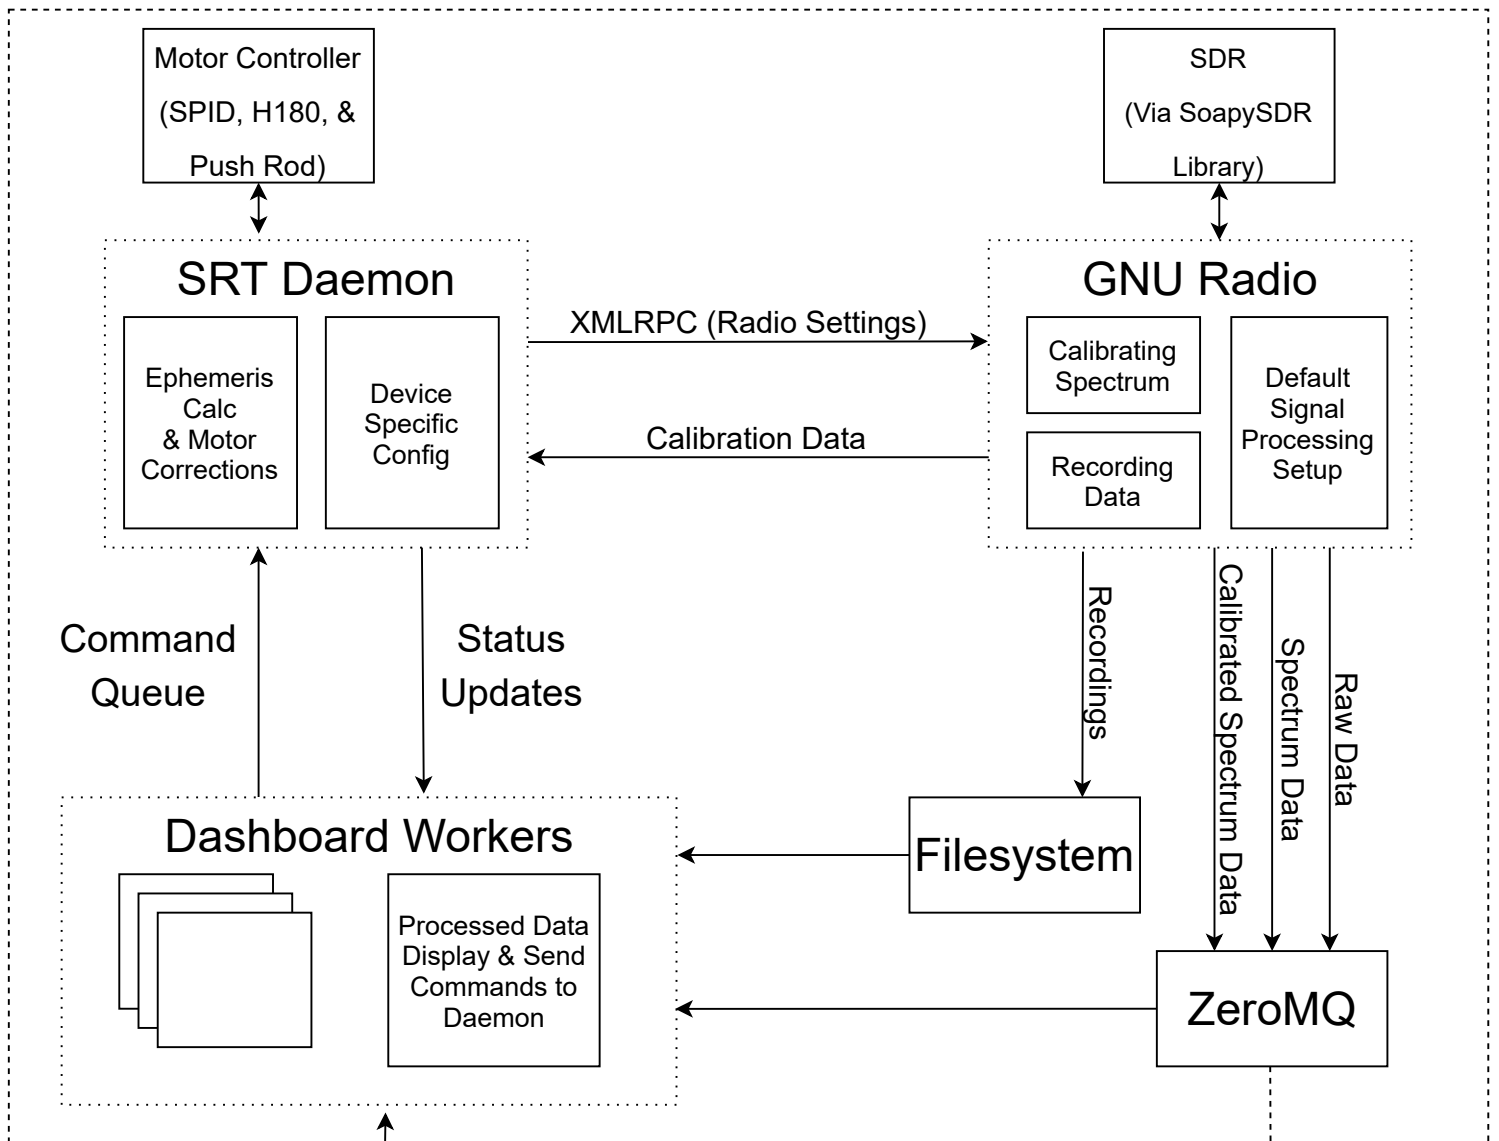 Motor Controller
(SPID, H180, &
Push Rod)
SDR
(Via SoapySDR
Library)
SRT Daemon
Ephemeris
Calc
& Motor
Corrections
Device
Specific
Config
XMLRPC (Radio Settings)
Calibration Data
GNU Radio
Calibrating
Spectrum
Recording
Data
Default
Signal
Processing
Setup
Command
Queue
Status
Updates
Recordings
Calibrated Spectrum Data
Spectrum Data
Raw Data
Dashboard Workers
Processed Data
Display & Send
Commands to
Daemon
Filesystem
ZeroMQ